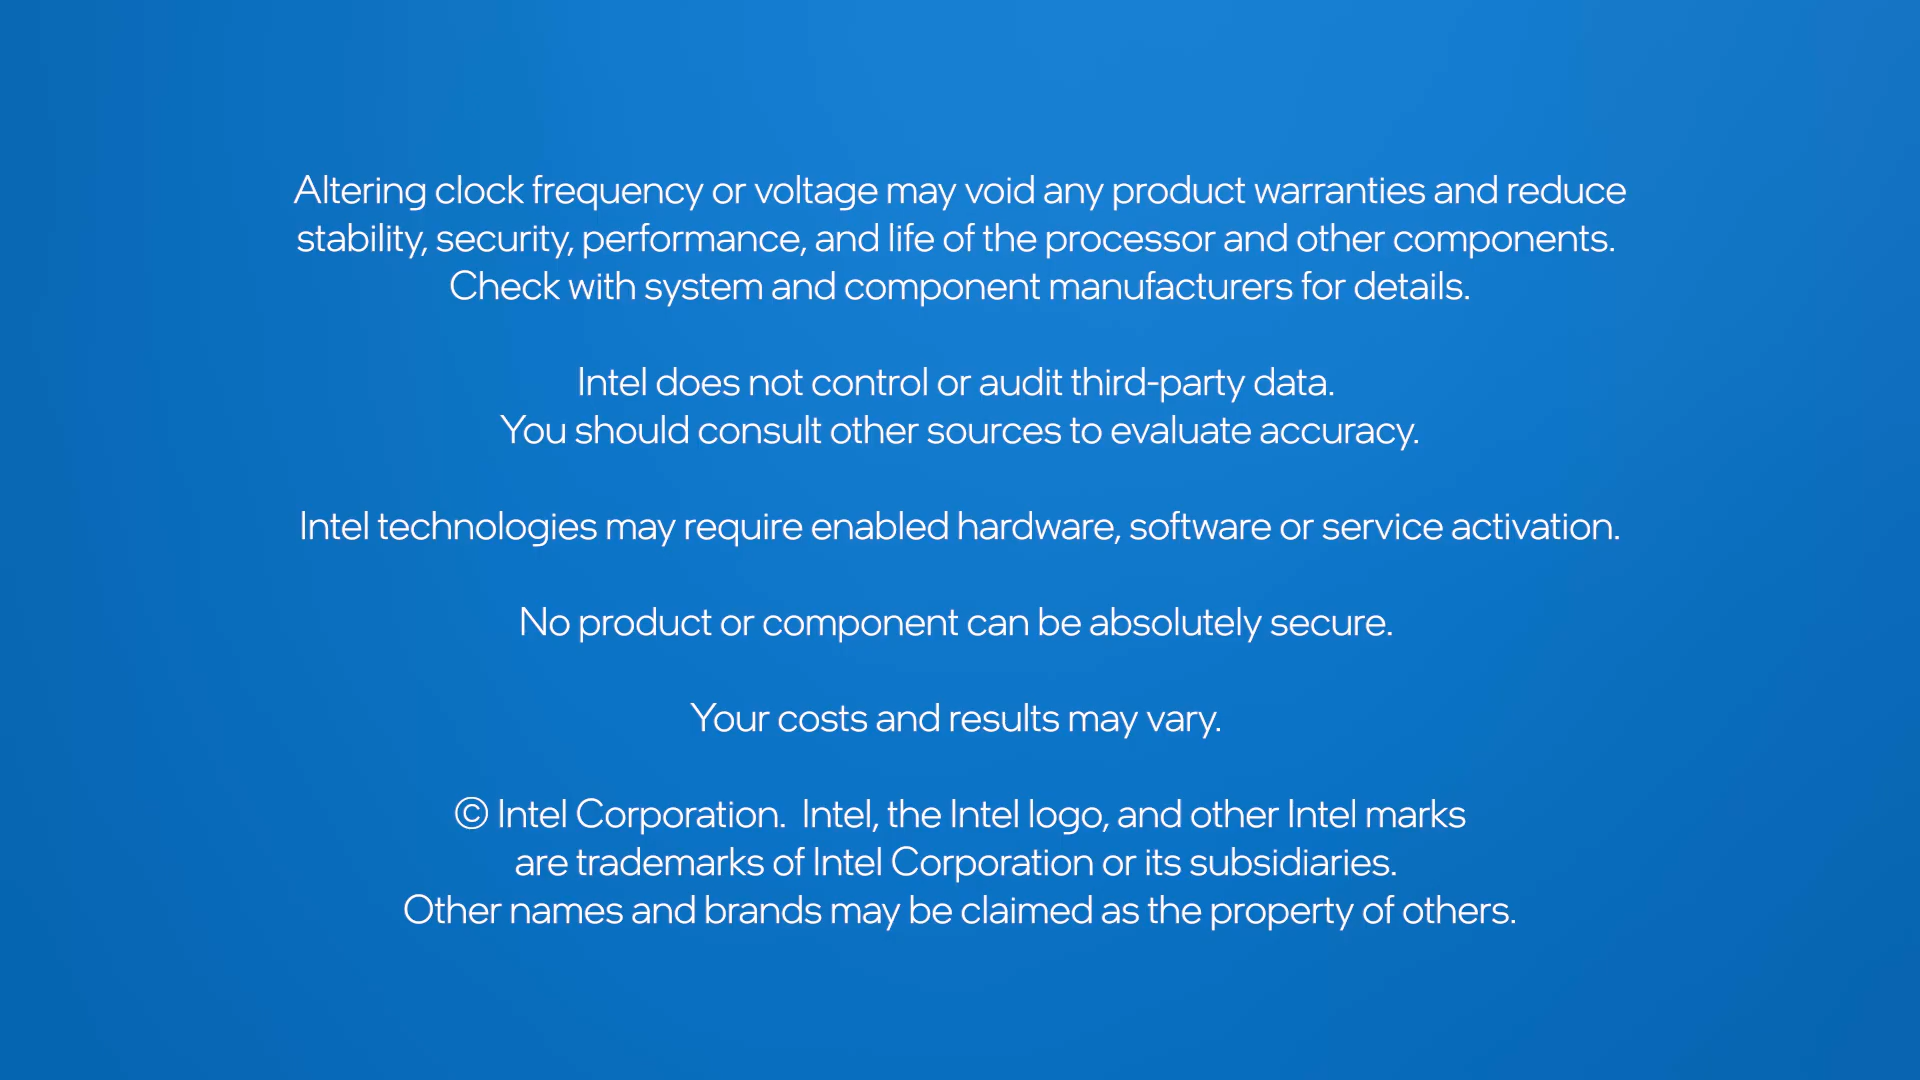 Altering clock frequency or voltage may void any product warranties and reduce
stability, security, performance, and life of the processor and other components.
Check with system and component manufacturers for details.
Intel does not control or audit third-party data.
You should consult other sources to evaluate accuracy.
Intel technologies may require enabled hardware, software or service activation.
No product or component can be absolutely secure.
Your costs and results may vary.
© Intel Corporation.  Intel, the Intel logo, and other Intel marks
are trademarks of Intel Corporation or its subsidiaries.
Other names and brands may be claimed as the property of others.